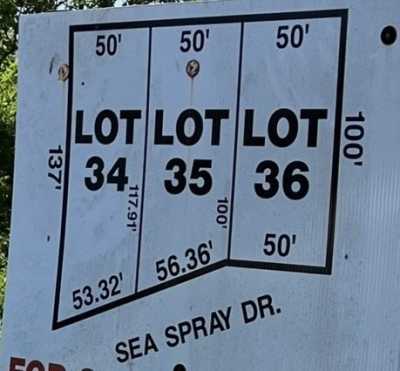 50' 50' 50'
LOT LOT LOT
34 35 36
137' 117.91' 100' 100'
53.32' 56.36' 50'
SEA SPRAY DR.
FOR